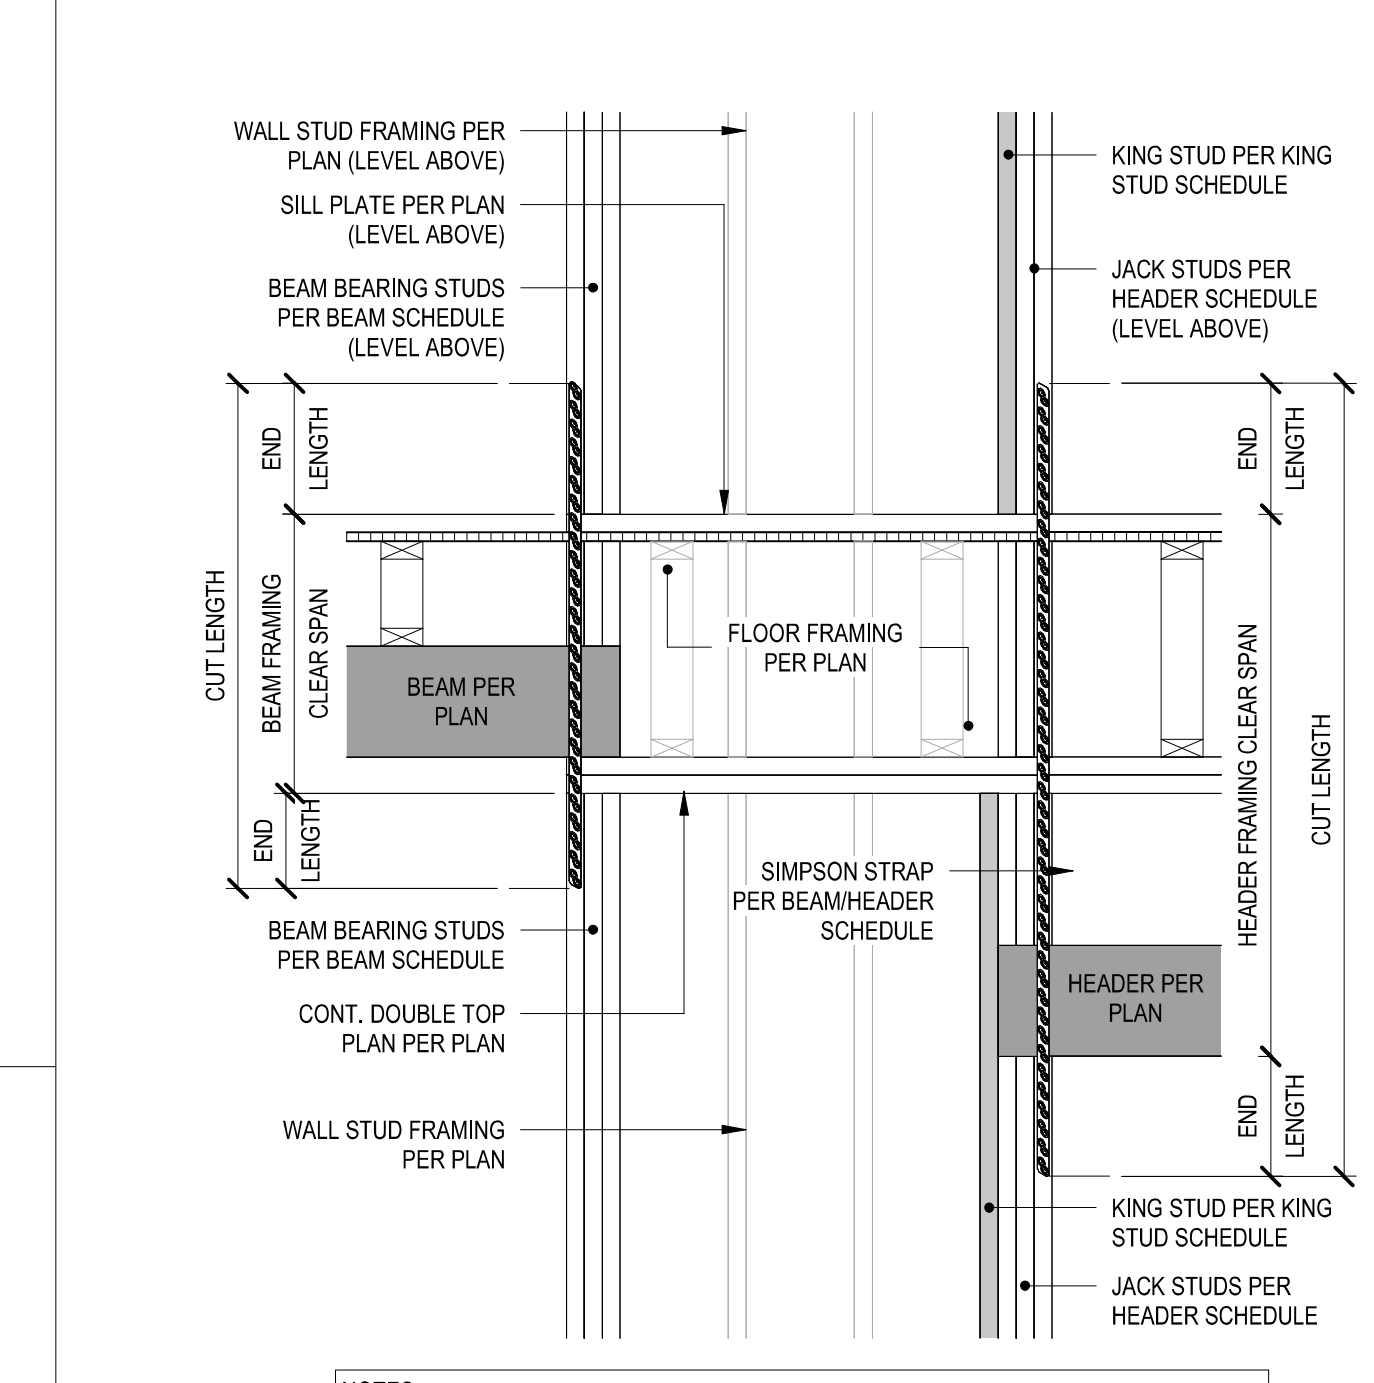 WALL STUD FRAMING PER
PLAN (LEVEL ABOVE)
SILL PLATE PER PLAN
(LEVEL ABOVE)
BEAM BEARING STUDS
PER BEAM SCHEDULE
(LEVEL ABOVE)
KING STUD PER KING
STUD SCHEDULE
JACK STUDS PER
HEADER SCHEDULE
(LEVEL ABOVE)
END
LENGTH
CUT LENGTH
BEAM FRAMING
CLEAR SPAN
END
LENGTH
BEAM PER
PLAN
FLOOR FRAMING
PER PLAN
END
LENGTH
HEADER FRAMING CLEAR SPAN
CUT LENGTH
SIMPSON STRAP
PER BEAM/HEADER
SCHEDULE
HEADER PER
PLAN
END
LENGTH
BEAM BEARING STUDS
PER BEAM SCHEDULE
CONT. DOUBLE TOP
PLAN PER PLAN
WALL STUD FRAMING
PER PLAN
KING STUD PER KING
STUD SCHEDULE
JACK STUDS PER
HEADER SCHEDULE